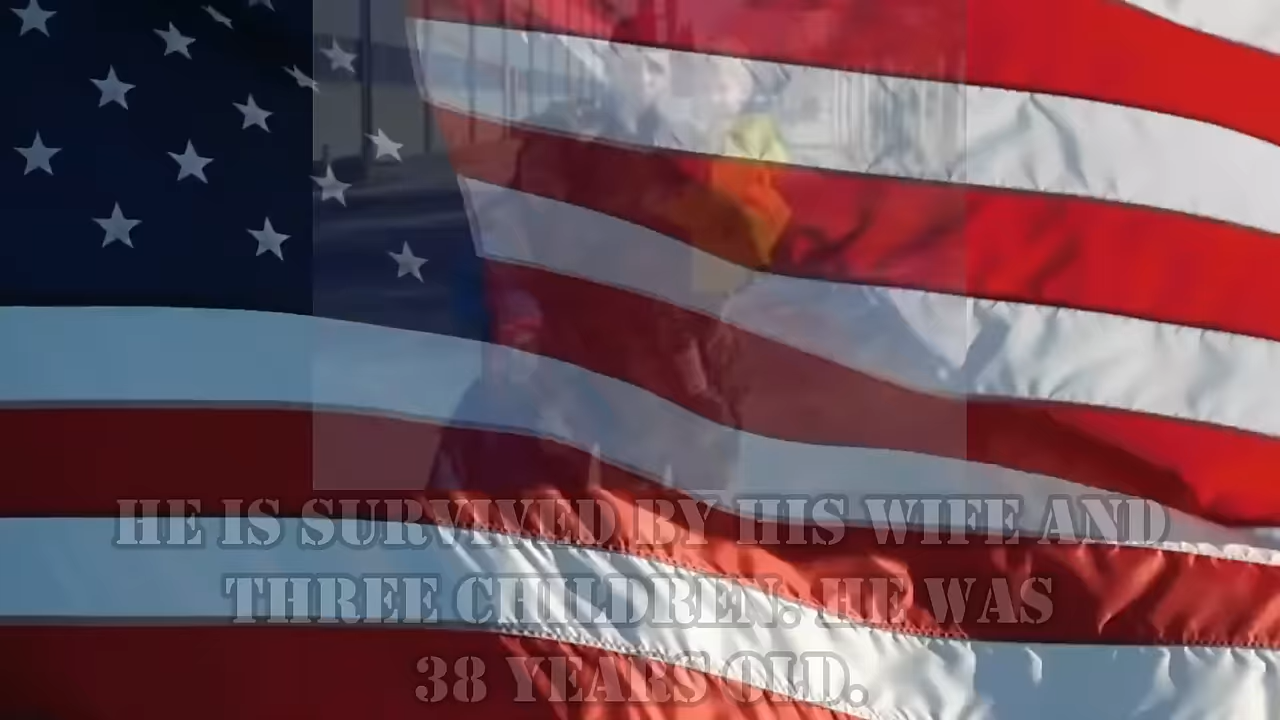 HE IS SURVIVED BY HIS WIFE AND
THREE CHILDREN. HE WAS
38 YEARS OLD.